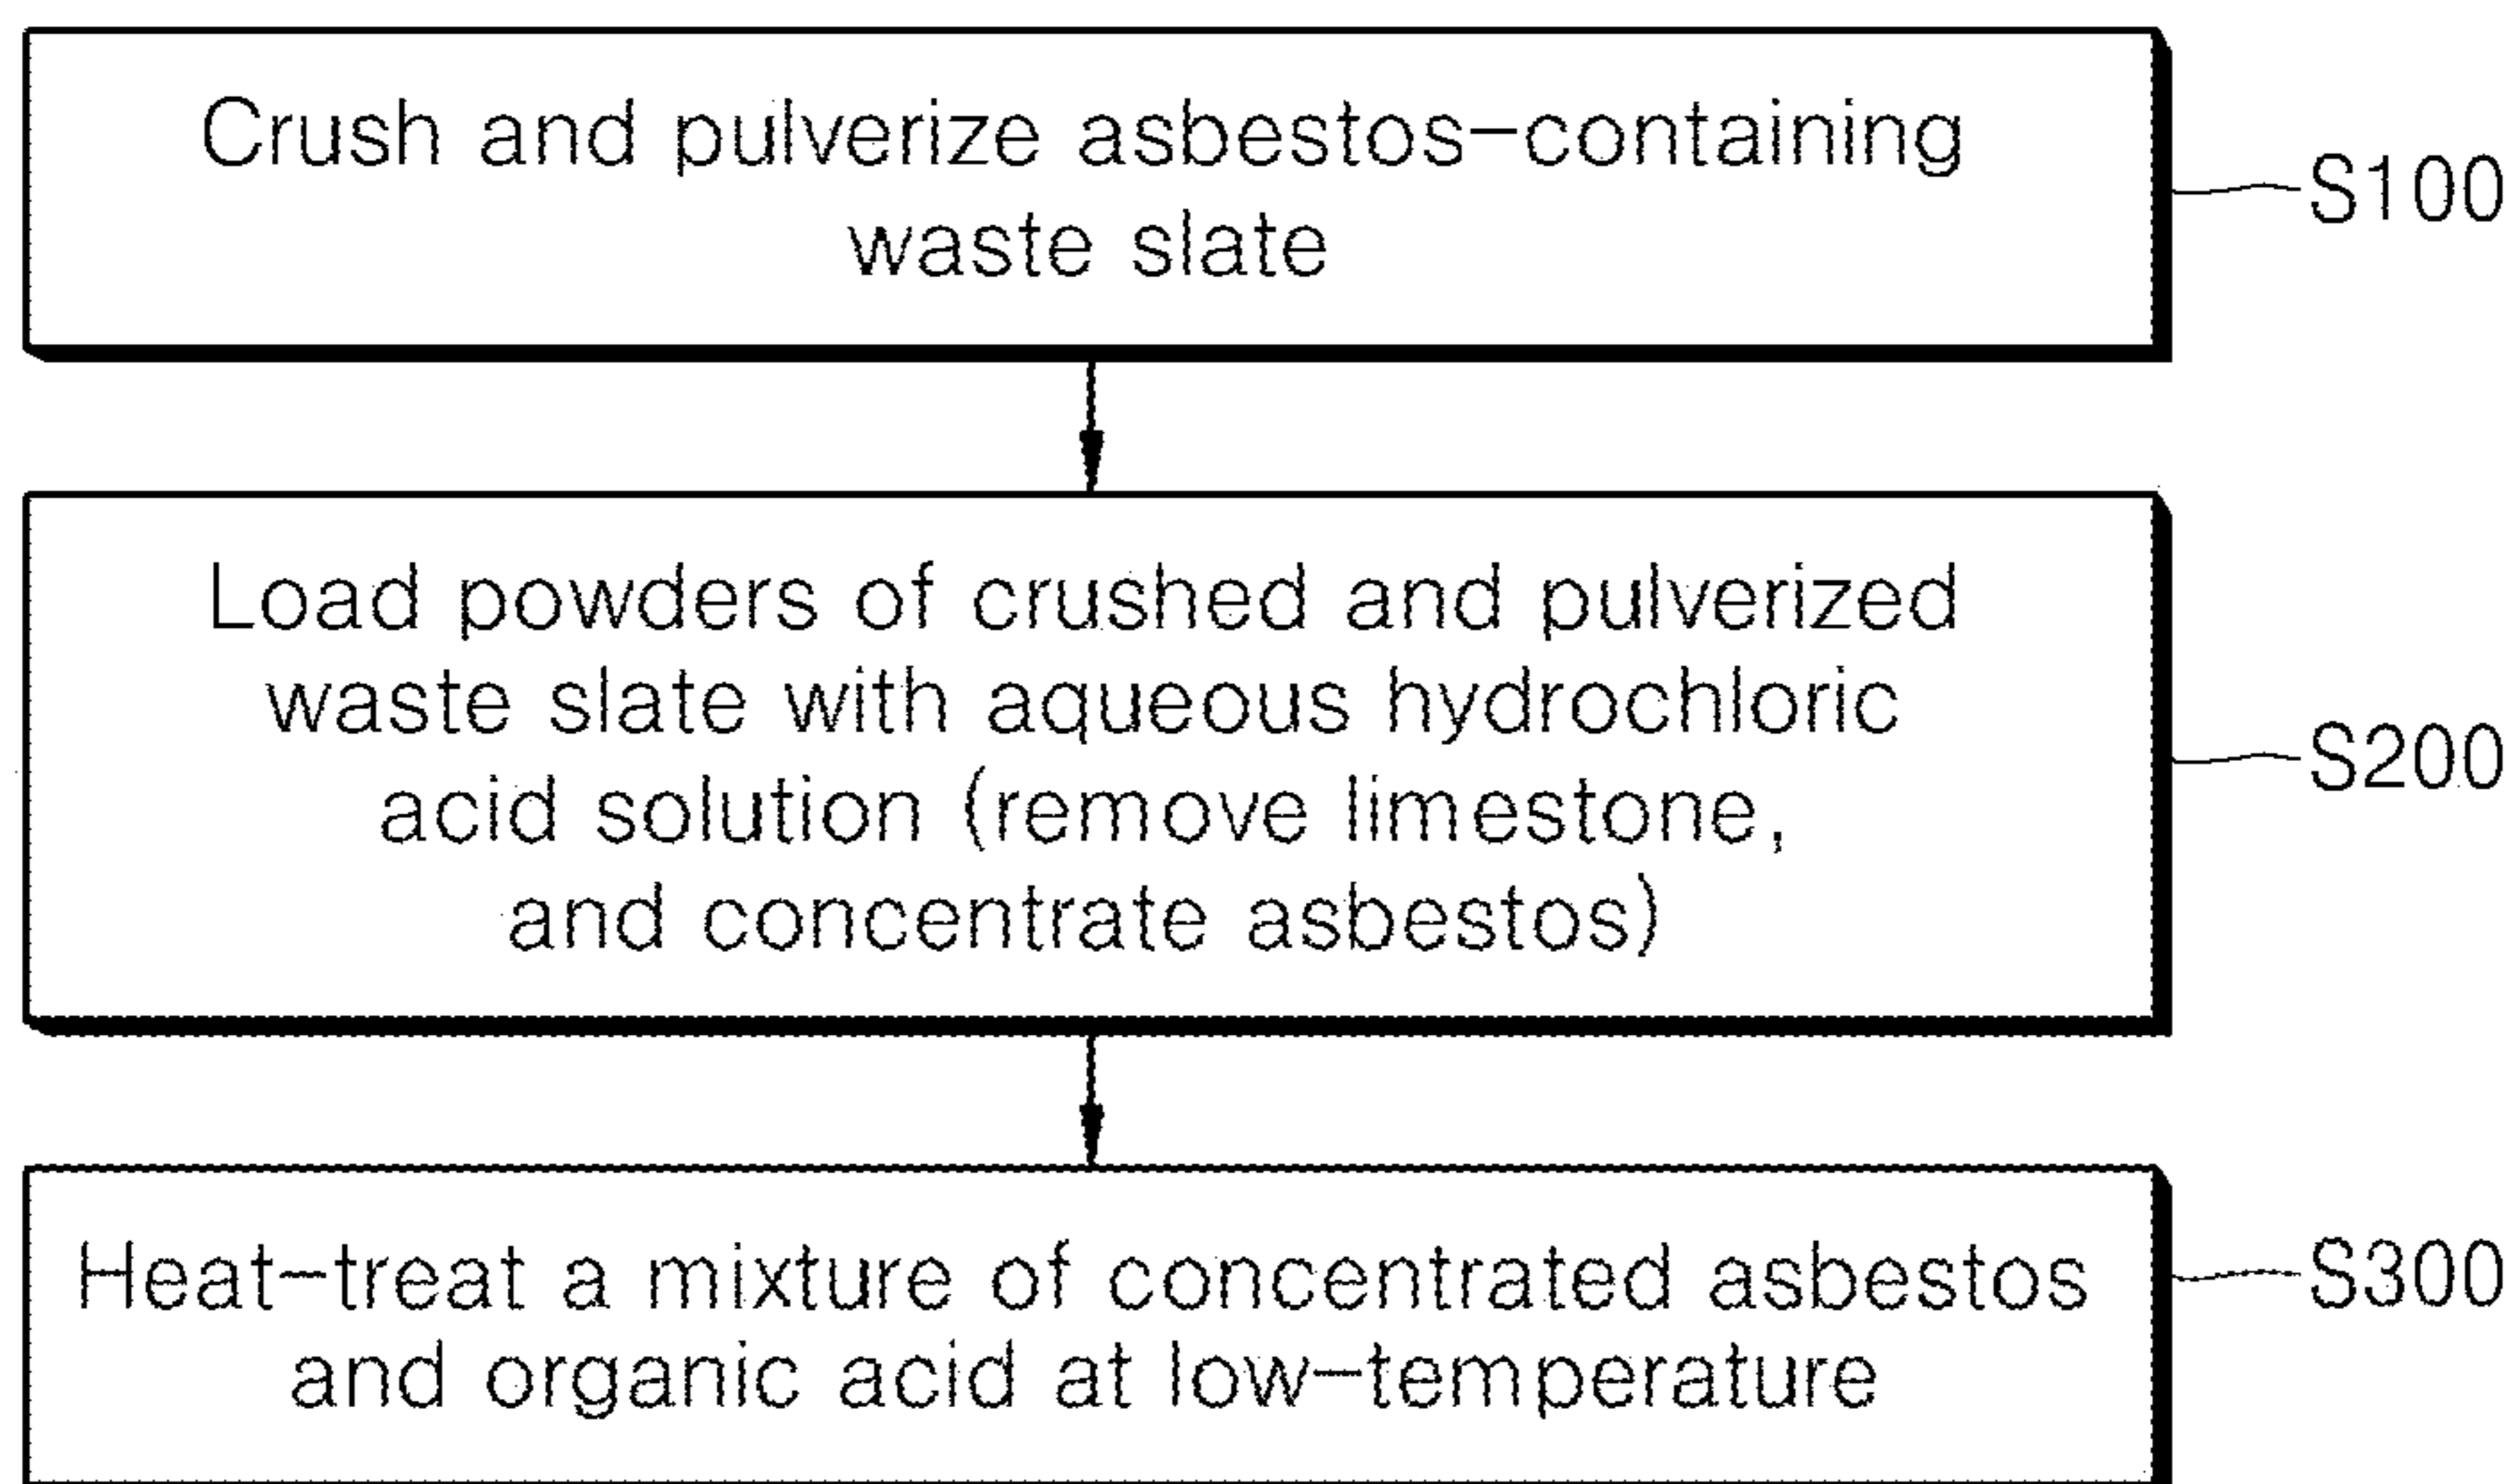 Crush and pulverize asbestos-containing
waste slate
S100
Load powders of crushed and pulverized
waste slate with aqueous hydrochloric
acid solution (remove limestone,
and concentrate asbestos)
S200
Heat-treat a mixture of concentrated asbestos
and organic acid at low-temperature
S300